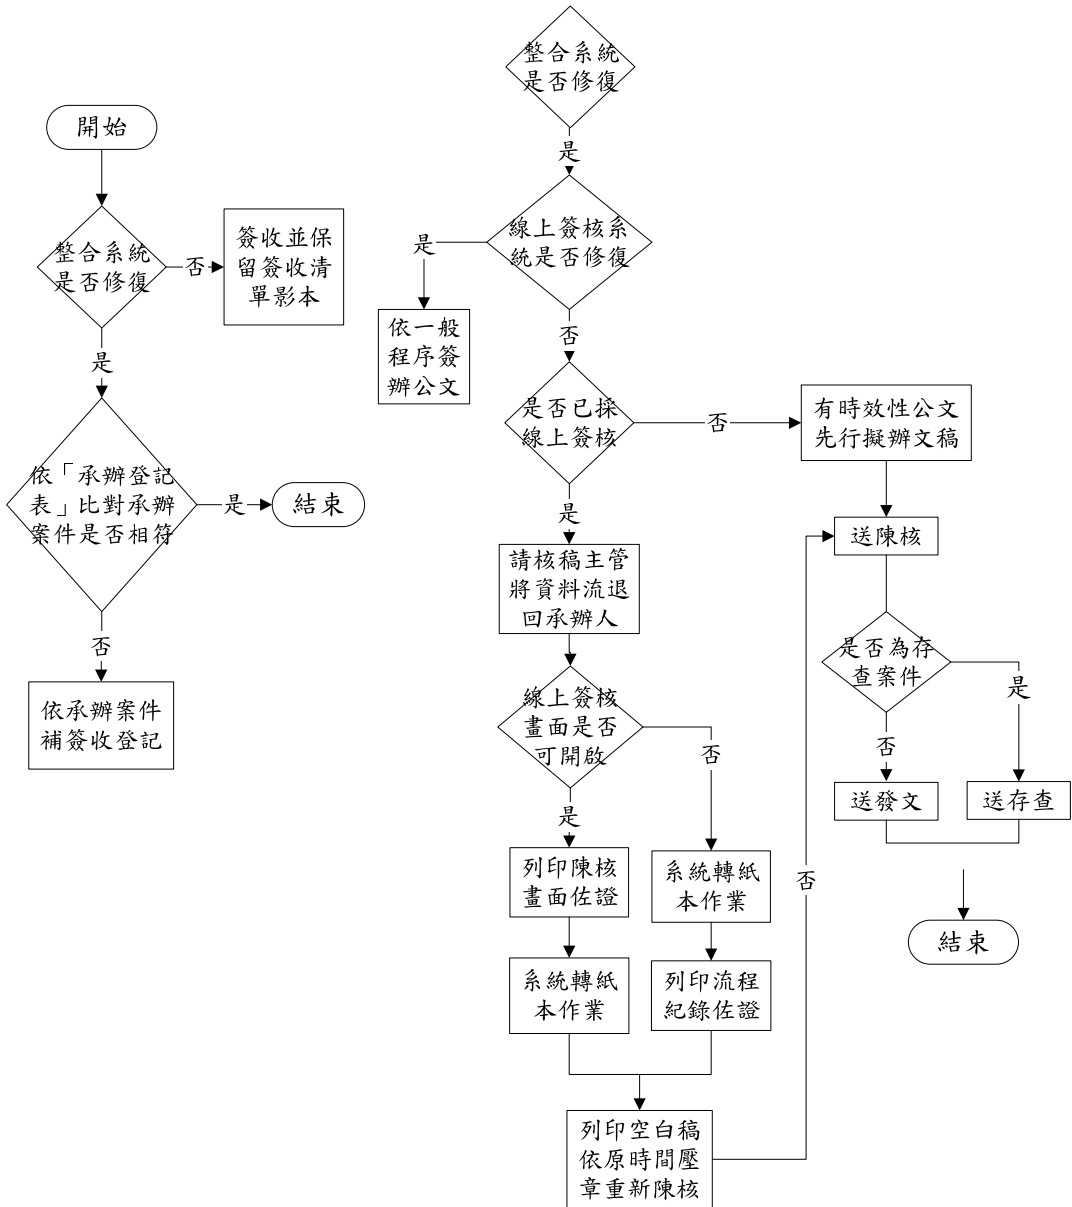 開始
整合系統
是否修復
否
簽收並保
留簽收清
單影本
是
依「承辦登記
表」比對承辦
案件是否相符
是
結束
否
依承辦案件
補簽收登記
整合系統
是否修復
是
線上簽核系
統是否修復
是
依一般
程序簽
辦公文
否
是否已採
線上簽核
否
有時效性公文
先行擬辦文稿
是
請核稿主管
將資料流退
回承辦人
線上簽核
畫面是否
可開啟
是
列印陳核
畫面佐證
系統轉紙
本作業
否
系統轉紙
本作業
列印流程
紀錄佐證
列印空白稿
依原時間壓
章重新陳核
否
送陳核
是否為存
查案件
否
送發文
是
送存查
結束